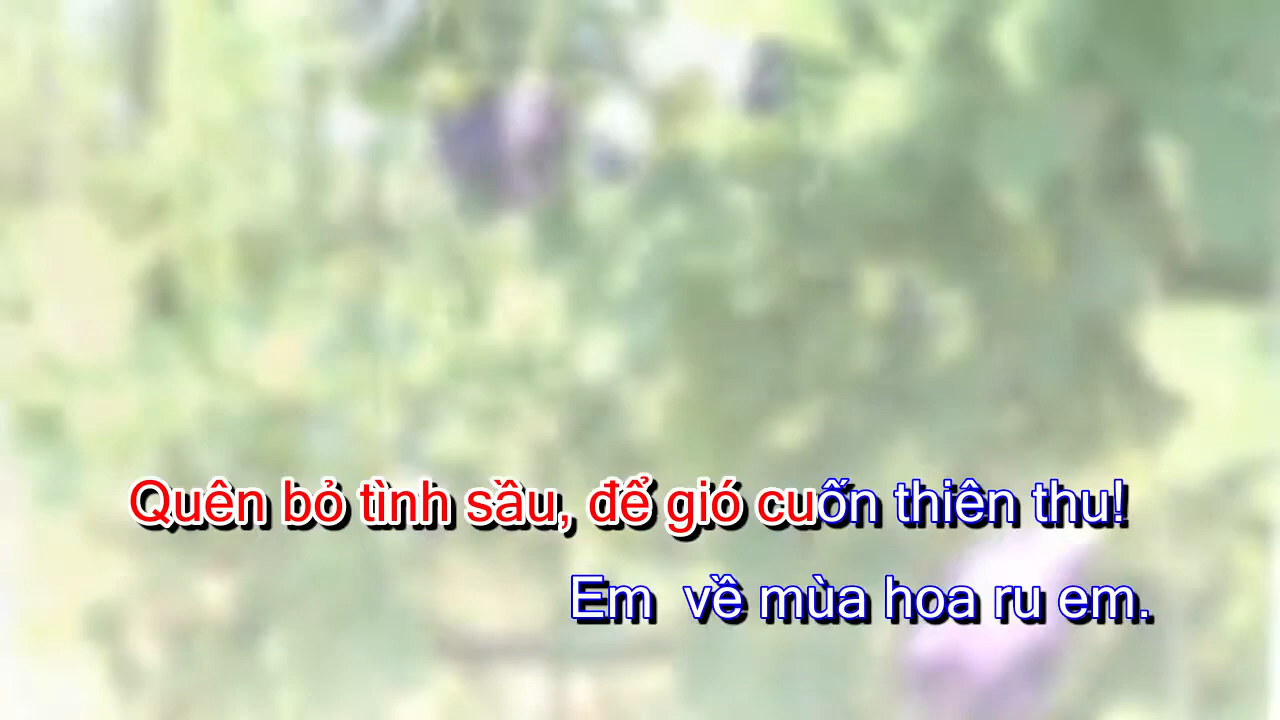 Quên bỏ tình sầu, để gió cuốn thiên thu!
Em  về mùa hoa ru em.